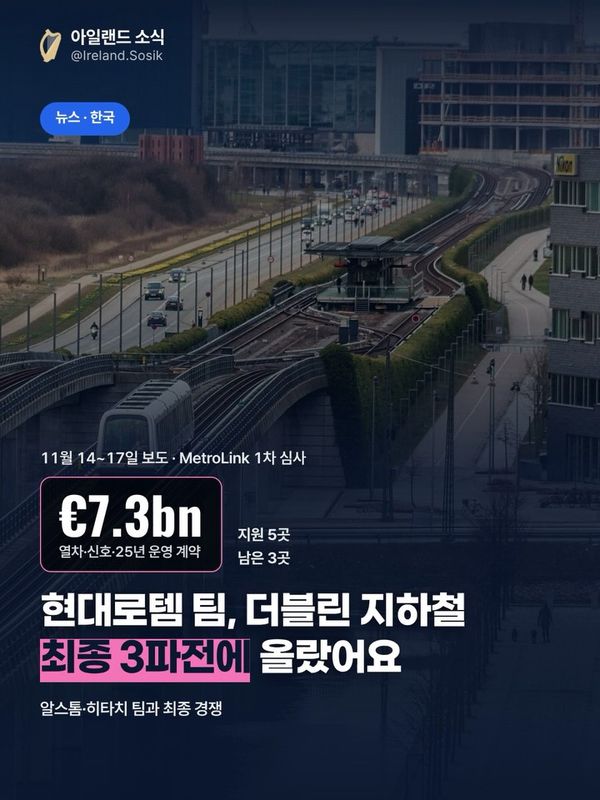 아일랜드 소식
@Ireland.Sosik
뉴스 · 한국
Nikon
11월 14~17일 보도 · MetroLink 1차 심사
€7.3bn
열차·신호·25년 운영 계약
지원 5곳
남은 3곳
현대로템 팀, 더블린 지하철
최종 3파전에 올랐어요
알스톰·히타치 팀과 최종 경쟁